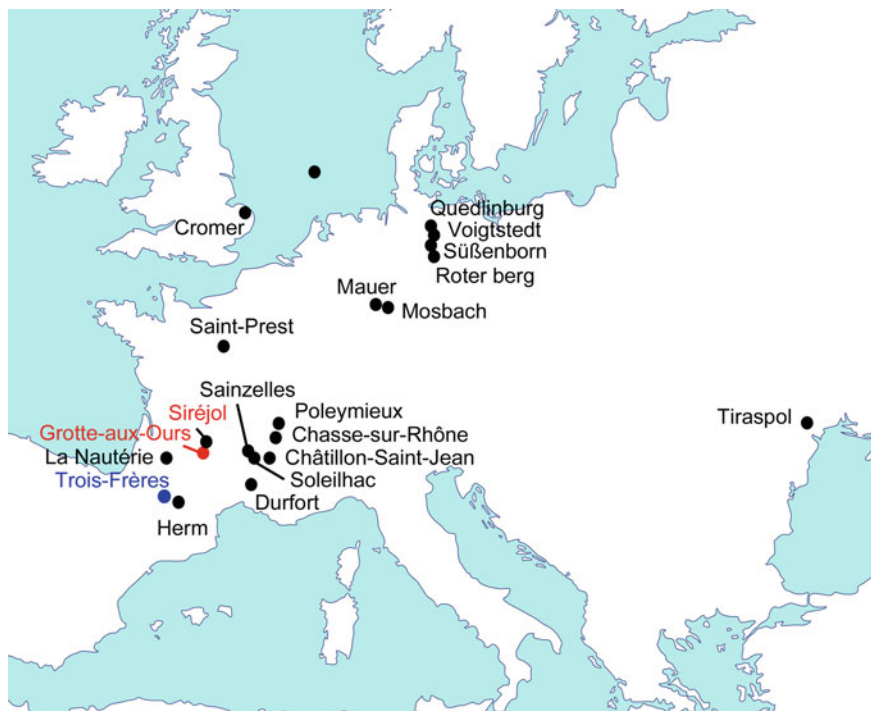 Quedlinburg
Cromer
Voigtstedt
Süßenborn
Roter berg
Mauer
Mosbach
Saint-Prest
Sainzelles
Siréjol
Poleymieux
Tiraspol
Grotte-aux-Ours
Chasse-sur-Rhône
La Nautérie
Châtillon-Saint-Jean
Trois-Frères
Soleilhac
Durfort
Herm